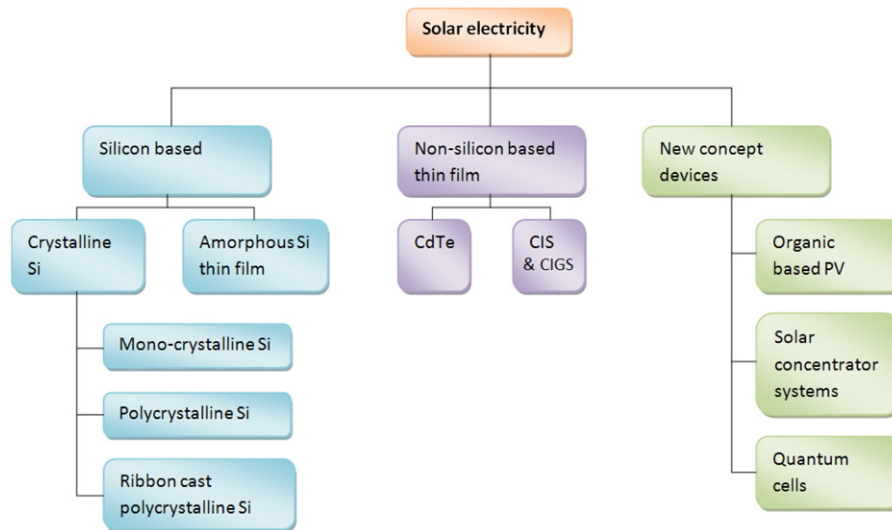 Solar electricity
Silicon based
Non-silicon based
thin film
New concept
devices
Crystalline
Si
Amorphous Si
thin film
CdTe
CIS
& CIGS
Organic
based PV
Mono-crystalline Si
Solar
concentrator
systems
Polycrystalline Si
Ribbon cast
polycrystalline Si
Quantum
cells